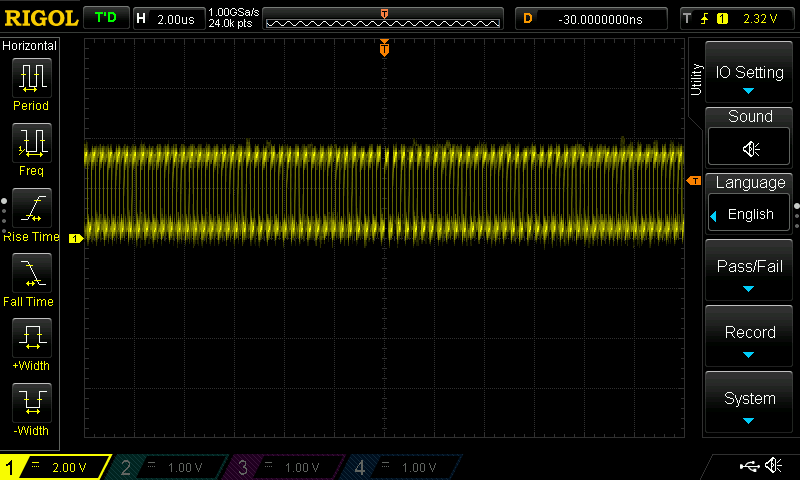 RIGOL T'D H 2.00us 1.00GSa/s 24.0k pts T D -30.0000000ns T 1 2.32 V
Horizontal
Period
Freq
Rise Time
Fall Time
+Width
-Width
T
T
1
Utility
IO Setting
Sound
Language
English
Pass/Fail
Record
System
1 2.00 V 2 1.00 V 3 1.00 V 4 1.00 V